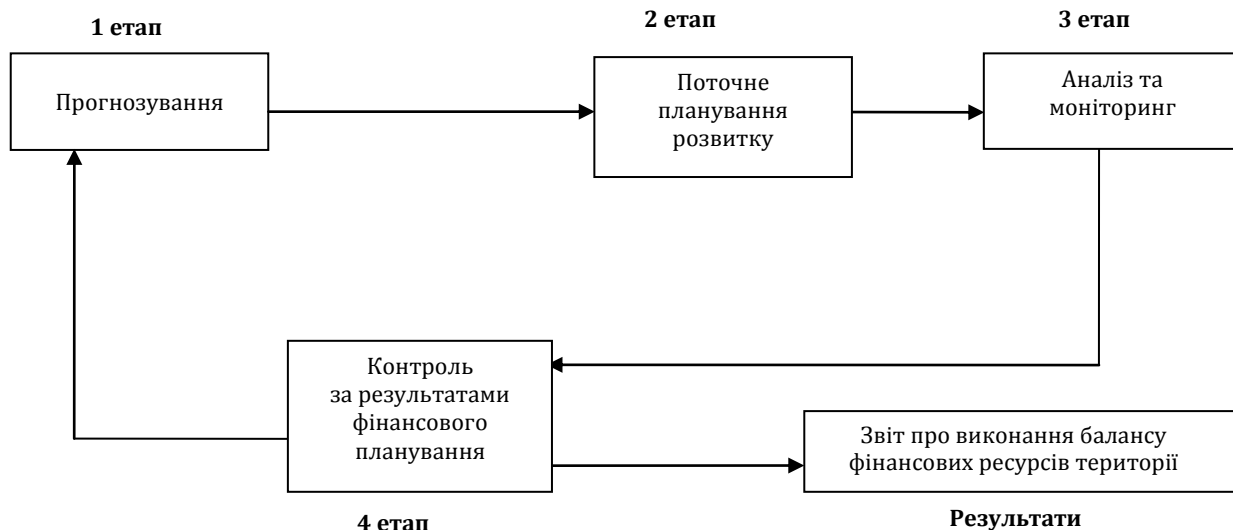 1 етап
2 етап
3 етап
Прогнозування
Поточне
планування
розвитку
Аналіз та
моніторинг
Контроль
за результатами
фінансового
планування
Звіт про виконання балансу
фінансових ресурсів території
4 етап
Результати